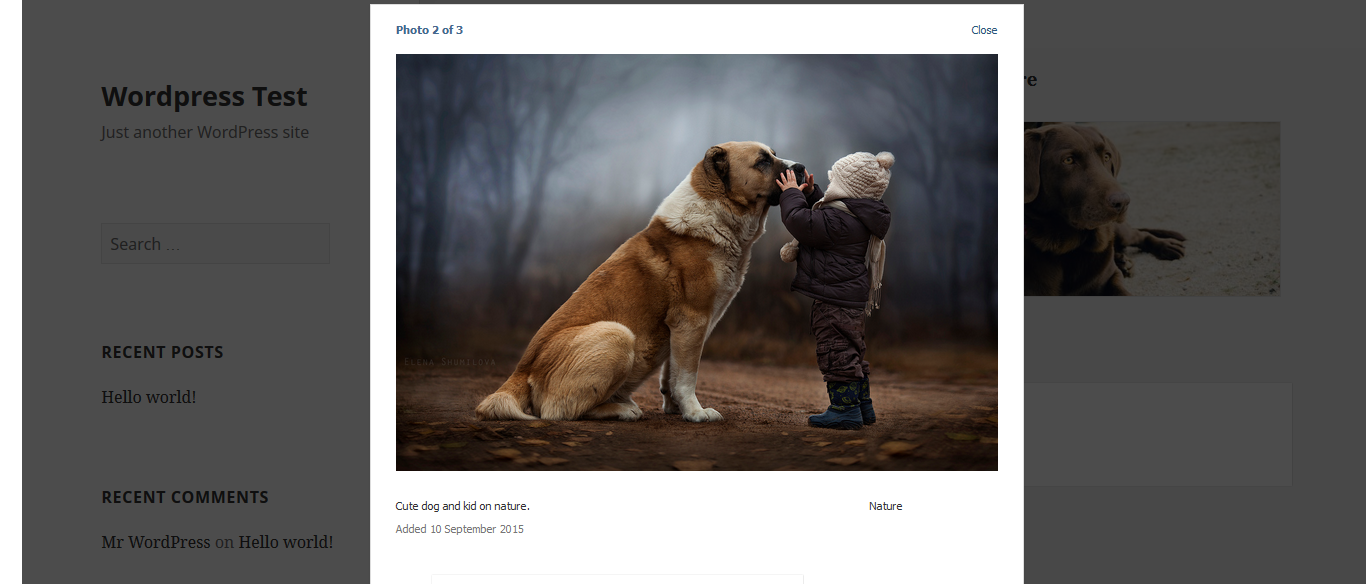 Photo 2 of 3
Close
Wordpress Test
Just another WordPress site
Search ...
RECENT POSTS
Hello world!
RECENT COMMENTS
Mr WordPress on Hello world!
re
ELENA SHUMILOVA
Cute dog and kid on nature.
Nature
Added 10 September 2015